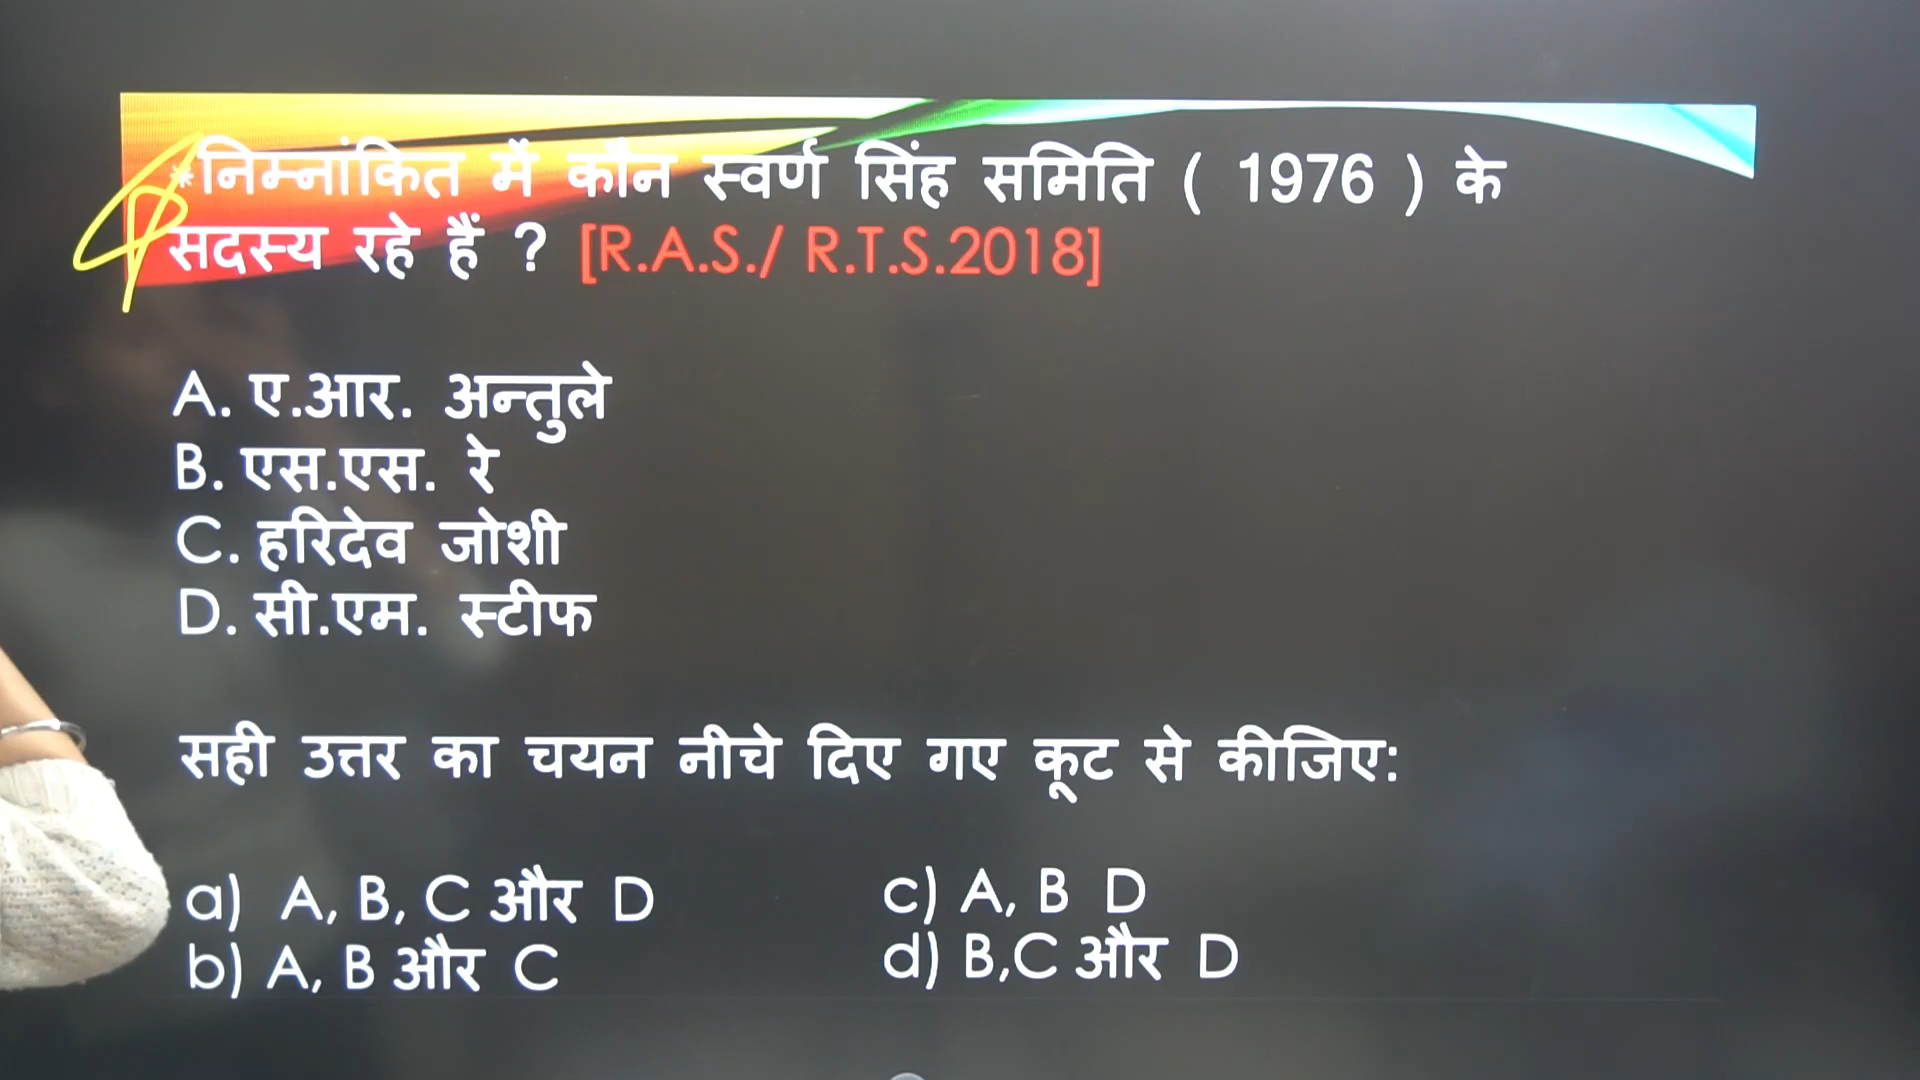 *निम्नांकित में कौन स्वर्ण सिंह समिति ( 1976 ) के
सदस्य रहे हैं ? [R.A.S./ R.T.S.2018]
A. ए.आर. अन्तुले
B. एस.एस. रे
C. हरिदेव जोशी
D. सी.एम. स्टीफ
सही उत्तर का चयन नीचे दिए गए कूट से कीजिए:
a) A, B, C और D
b) A, B और C
c) A, B D
d) B,C और D